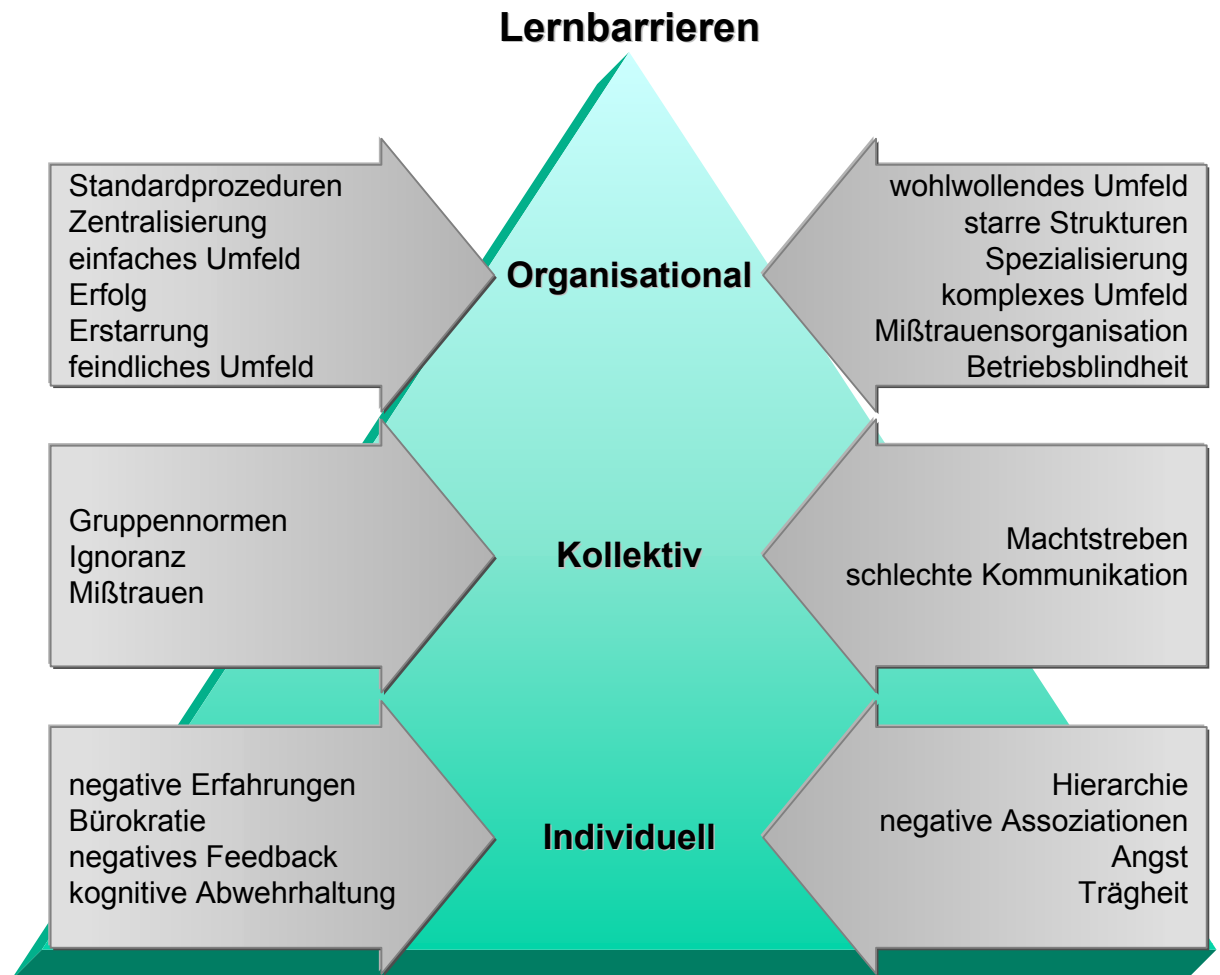 Lernbarrieren
Standardprozeduren
Zentralisierung
einfaches Umfeld
Erfolg
Erstarrung
feindliches Umfeld
Organisational
wohlwollendes Umfeld
starre Strukturen
Spezialisierung
komplexes Umfeld
Mißtrauensorganisation
Betriebsblindheit
Gruppennormen
Ignoranz
Mißtrauen
Kollektiv
Machtstreben
schlechte Kommunikation
negative Erfahrungen
Bürokratie
negatives Feedback
kognitive Abwehrhaltung
Individuell
Hierarchie
negative Assoziationen
Angst
Trägheit